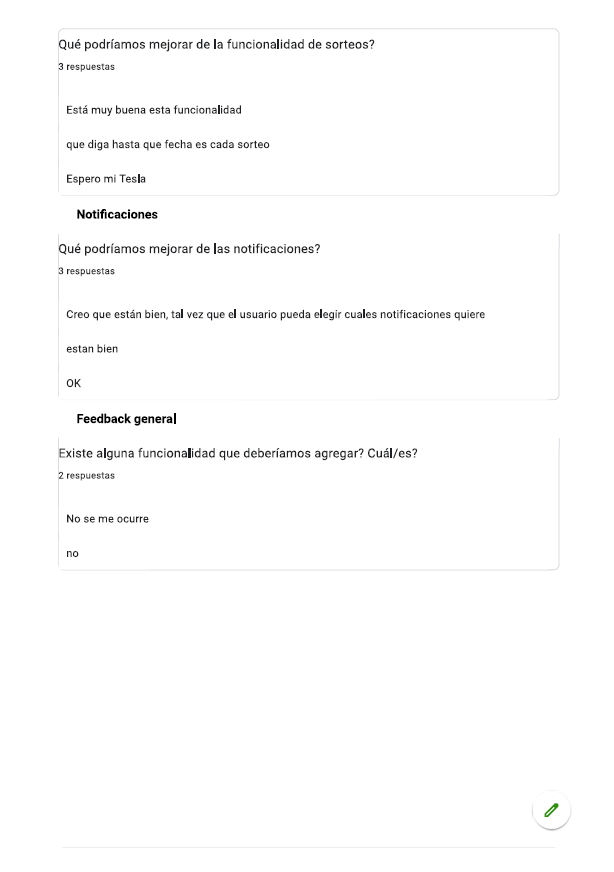 Qué podríamos mejorar de la funcionalidad de sorteos?
3 respuestas
Está muy buena esta funcionalidad
que diga hasta que fecha es cada sorteo
Espero mi Tesla
Notificaciones
Qué podríamos mejorar de las notificaciones?
3 respuestas
Creo que están bien, tal vez que el usuario pueda elegir cuales notificaciones quiere
estan bien
OK
Feedback general
Existe alguna funcionalidad que deberíamos agregar? Cuál/es?
2 respuestas
No se me ocurre
no